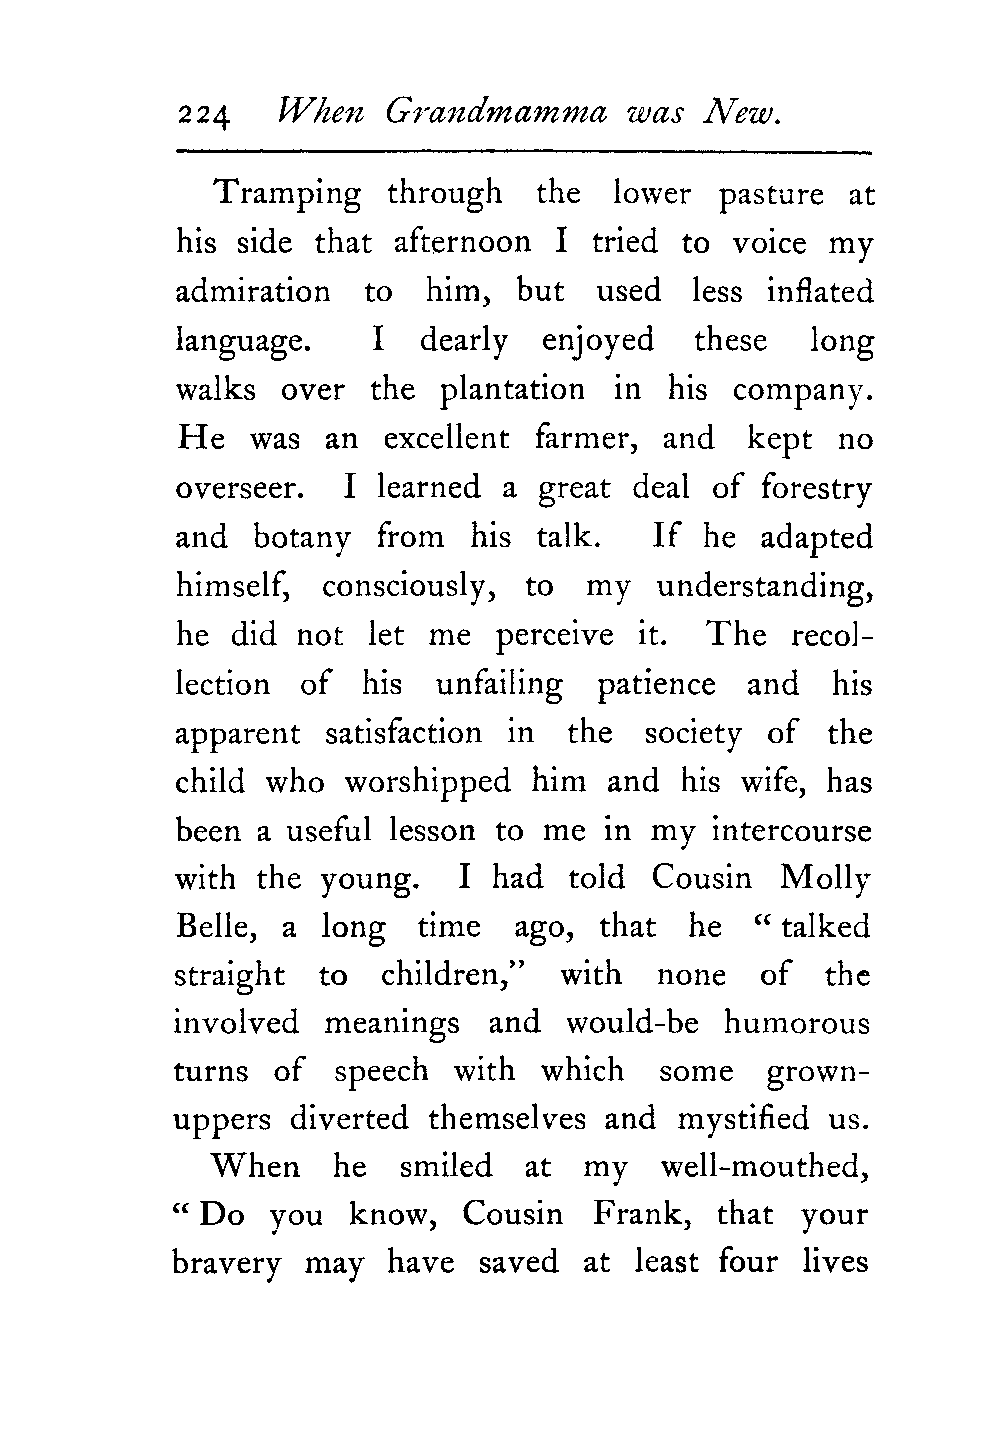 224 When Grandmamma was New.
Tramping through the lower pasture at
his side that afternoon I tried to voice my
admiration to him, but used less inflated
language. I dearly enjoyed these long
walks over the plantation in his company.
He was an excellent farmer, and kept no
overseer. I learned a great deal of forestry
and botany from his talk. If he adapted
himself, consciously, to my understanding,
he did not let me perceive it. The recol-
lection of his unfailing patience and his
apparent satisfaction in the society of the
child who worshipped him and his wife, has
been a useful lesson to me in my intercourse
with the young. I had told Cousin Molly
Belle, a long time ago, that he “ talked
straight to children,” with none of the
involved meanings and would-be humorous
turns of speech with which some grown-
uppers diverted themselves and mystified us.
When he smiled at my well-mouthed,
“ Do you know, Cousin Frank, that your
bravery may have saved at least four lives